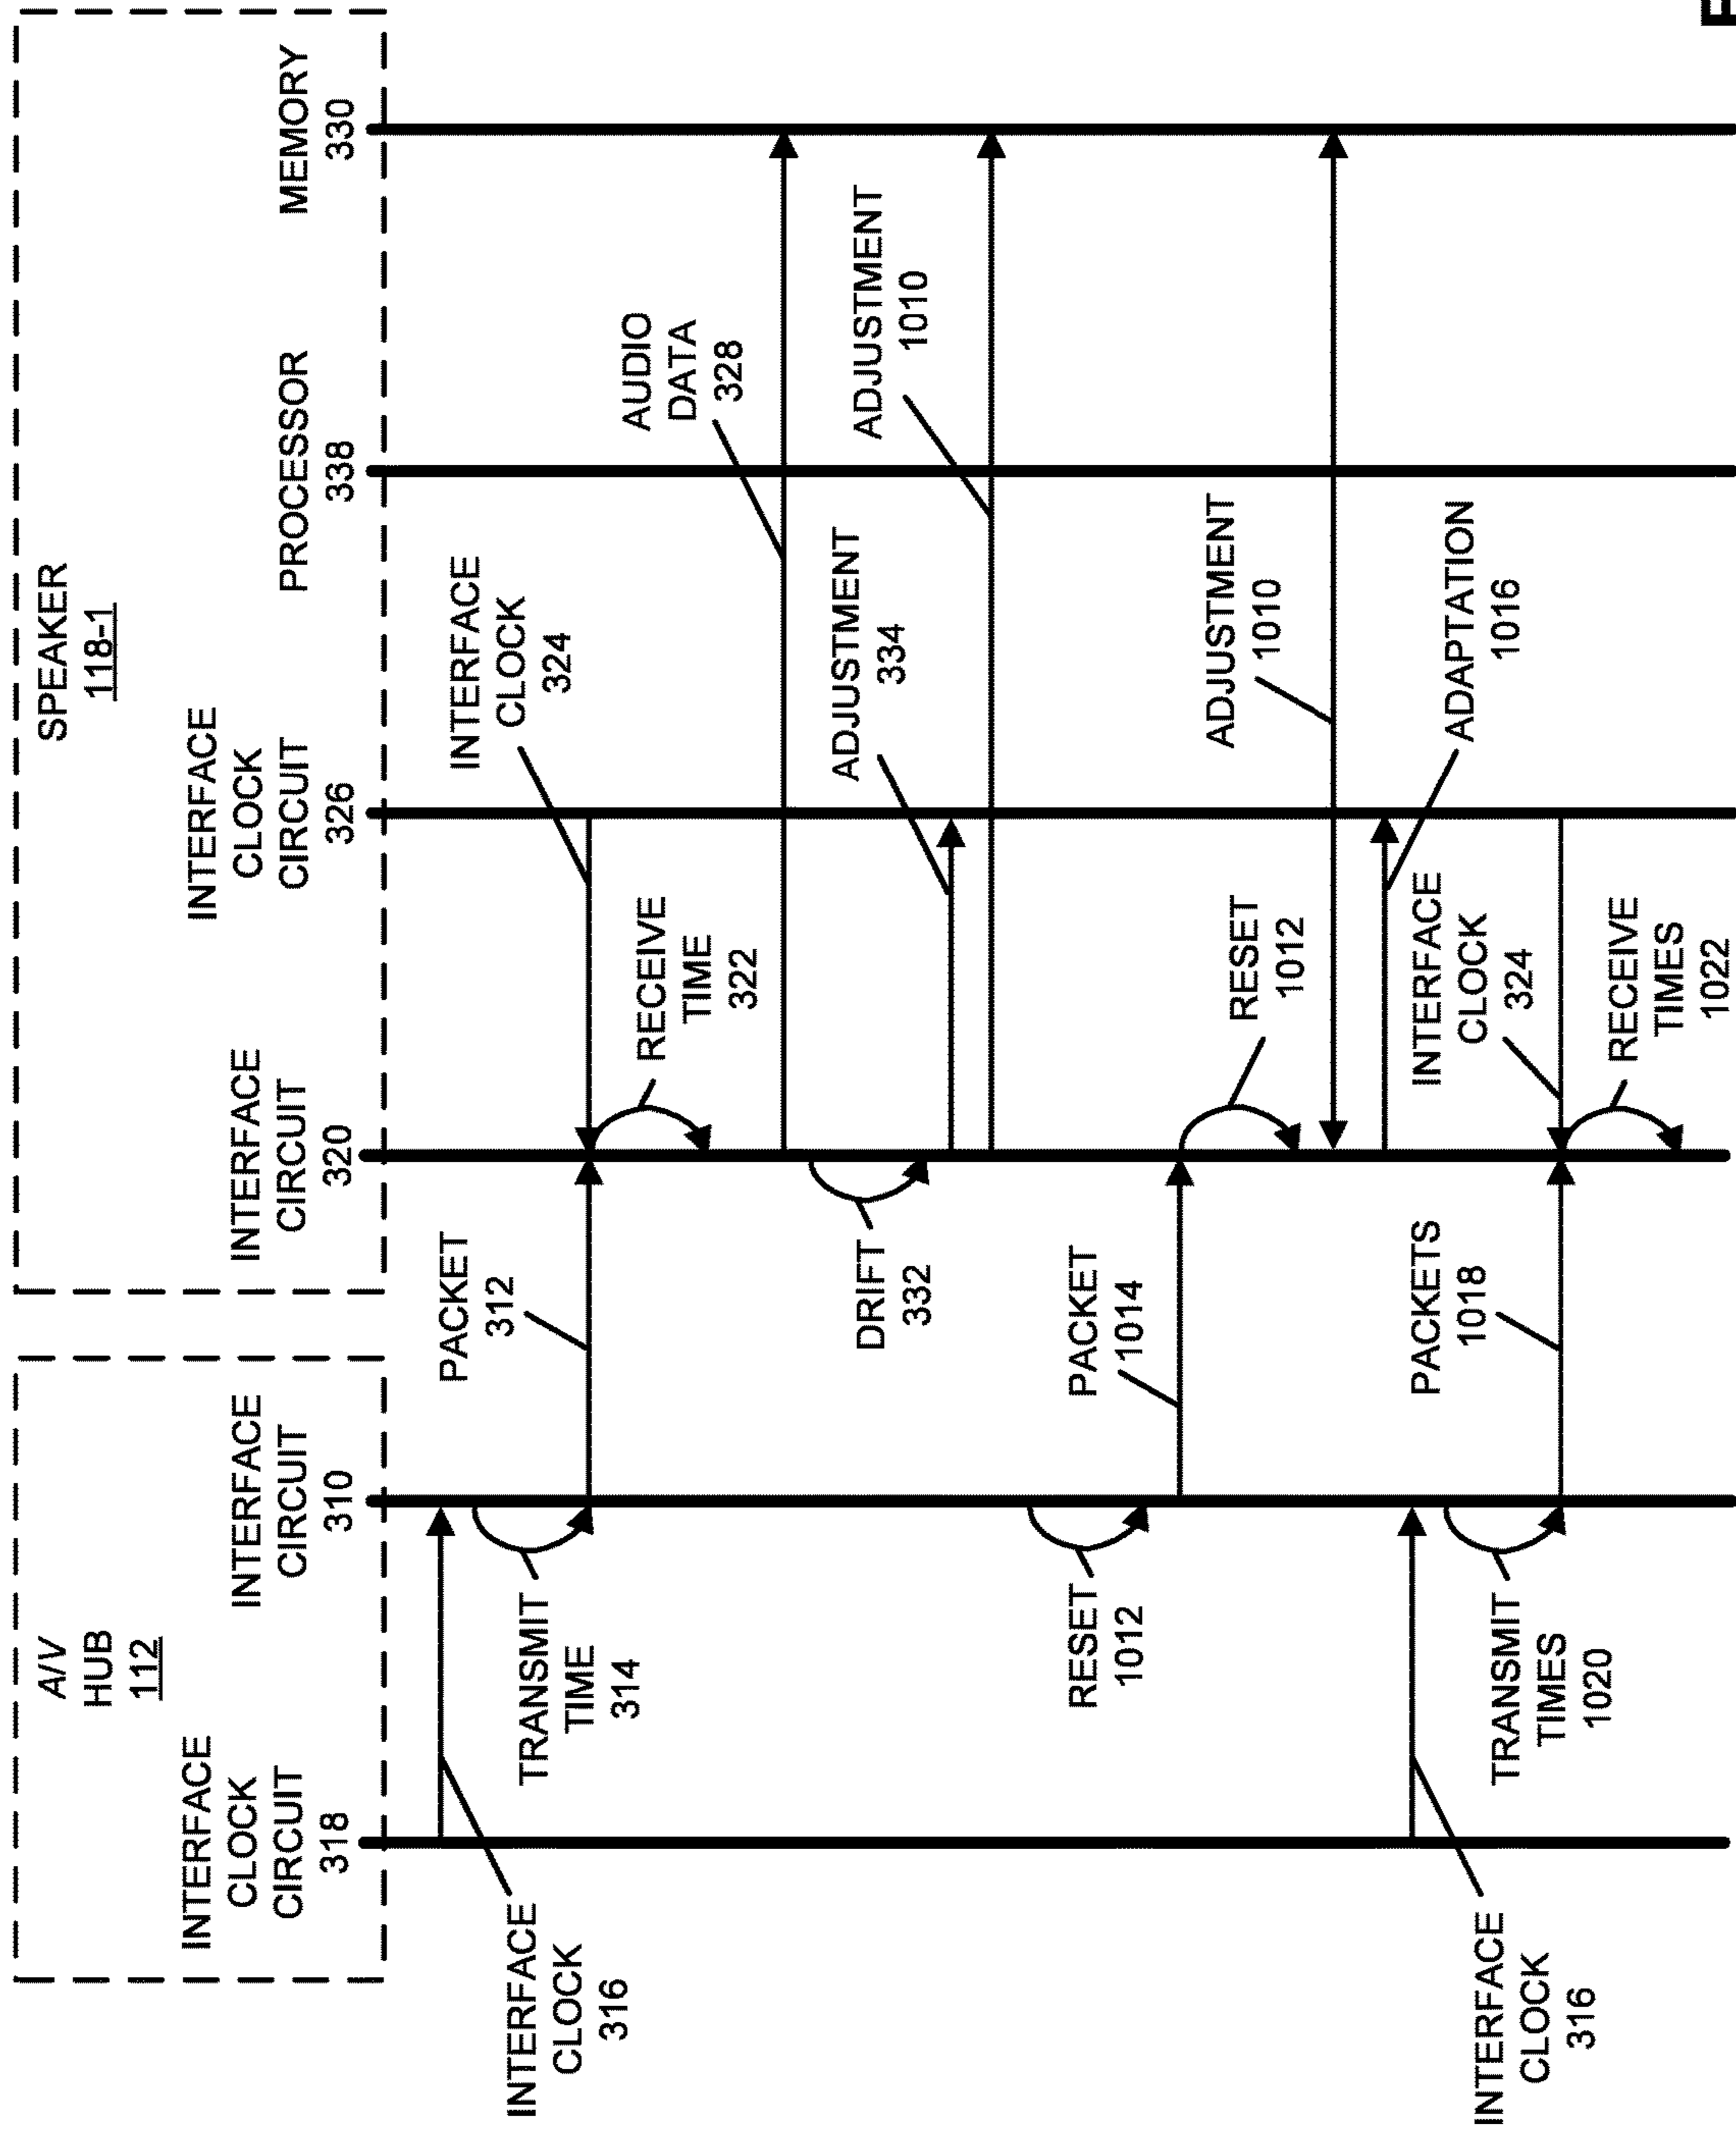 A/V
HUB
112
SPEAKER
118-1
INTERFACE
CLOCK
CIRCUIT
318
INTERFACE
CIRCUIT
310
INTERFACE
CIRCUIT
320
INTERFACE
CLOCK
CIRCUIT
326
PROCESSOR
338
MEMORY
330
INTERFACE
CLOCK
316
TRANSMIT
TIME
314
PACKET
312
INTERFACE
CLOCK
324
RECEIVE
TIME
322
AUDIO
DATA
328
DRIFT
332
ADJUSTMENT
334
ADJUSTMENT
1010
RESET
1012
PACKET
1014
RESET
1012
ADJUSTMENT
1010
ADAPTATION
1016
INTERFACE
CLOCK
316
TRANSMIT
TIMES
1020
PACKETS
1018
INTERFACE
CLOCK
324
RECEIVE
TIMES
1022